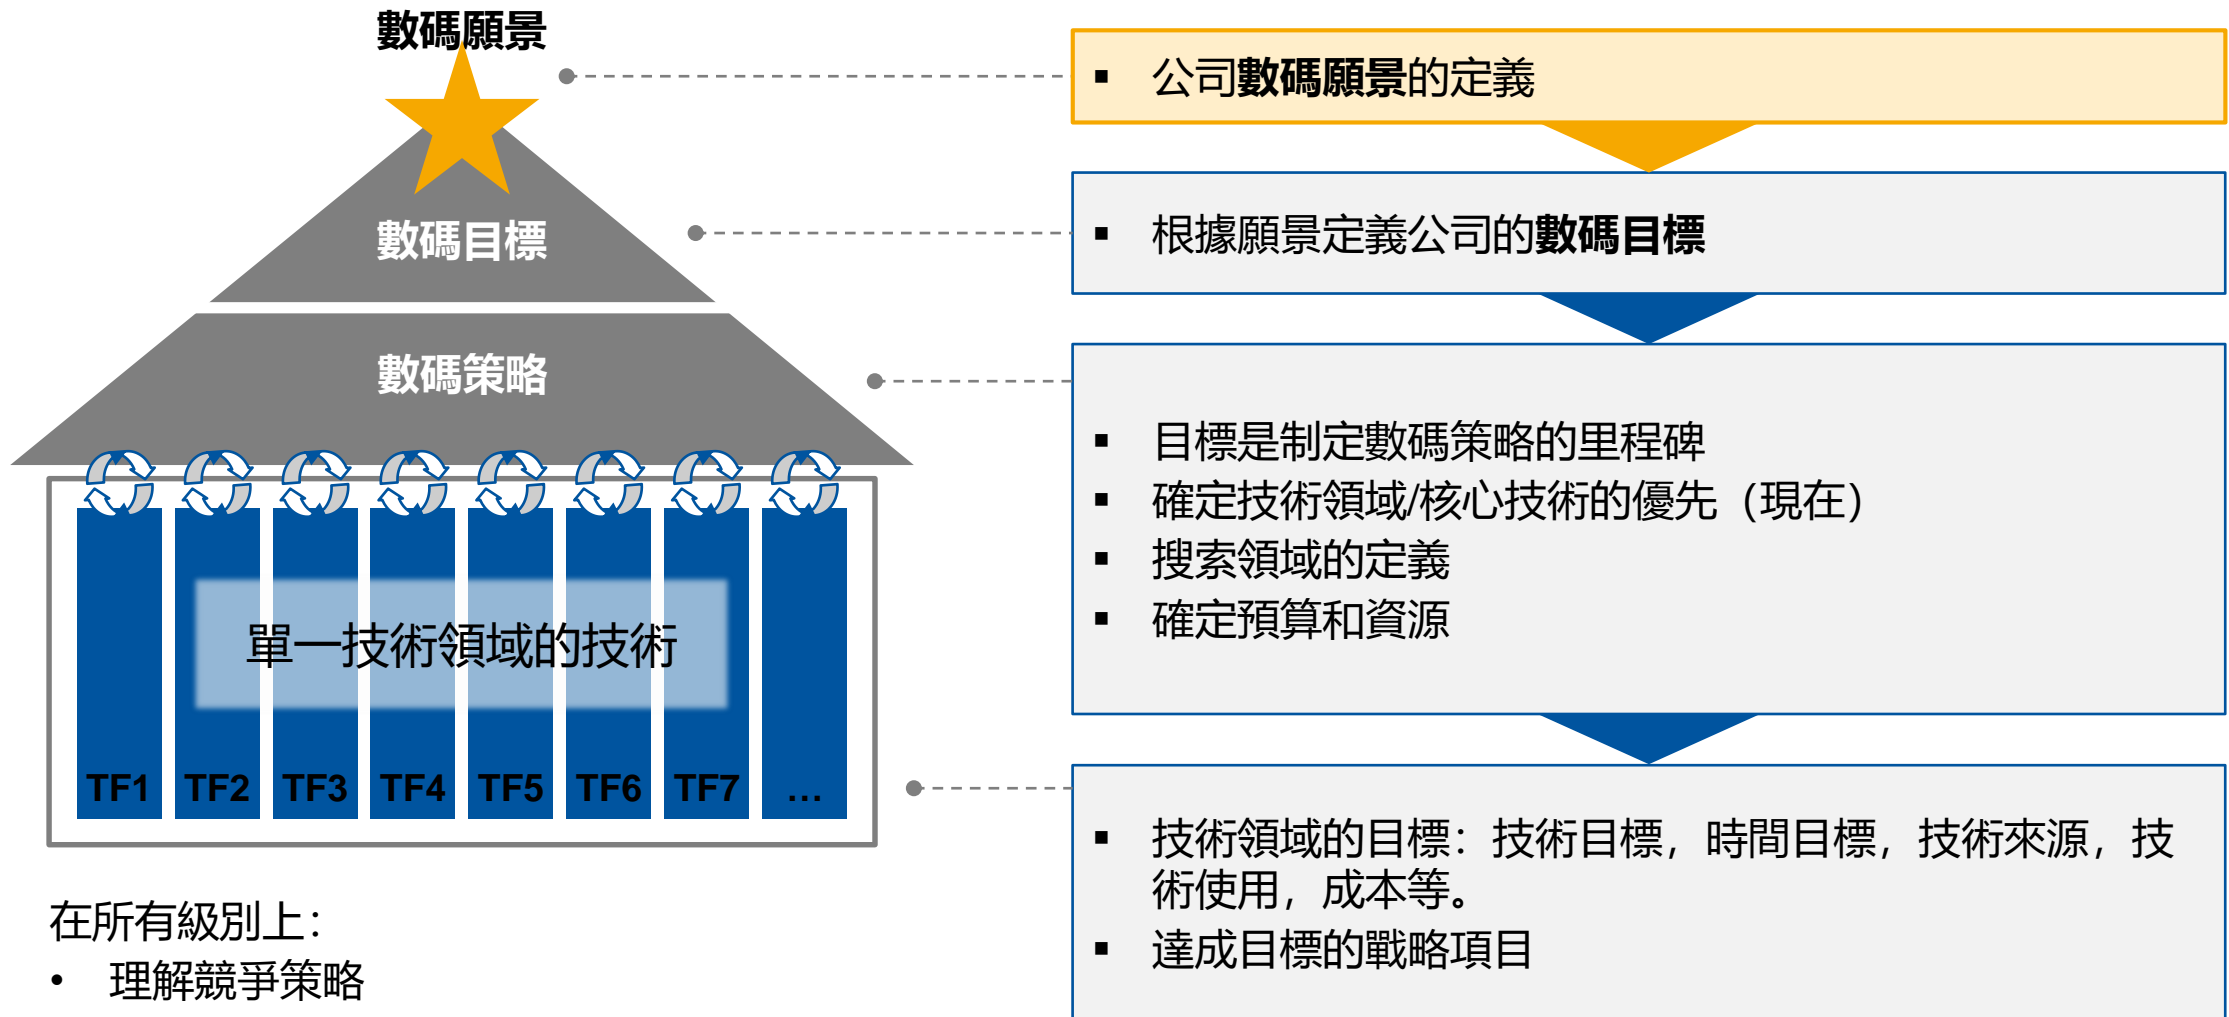 數碼願景
數碼目標
數碼策略
單一技術領域的技術
TF1 TF2 TF3 TF4 TF5 TF6 TF7 ...
在所有級別上：
• 理解競爭策略
▪ 公司數碼願景的定義
▪ 根據願景定義公司的數碼目標
▪ 目標是制定數碼策略的里程碑
▪ 確定技術領域/核心技術的優先（現在）
▪ 搜索領域的定義
▪ 確定預算和資源
▪ 技術領域的目標：技術目標，時間目標，技術來源，技
術使用，成本等。
▪ 達成目標的戰略項目